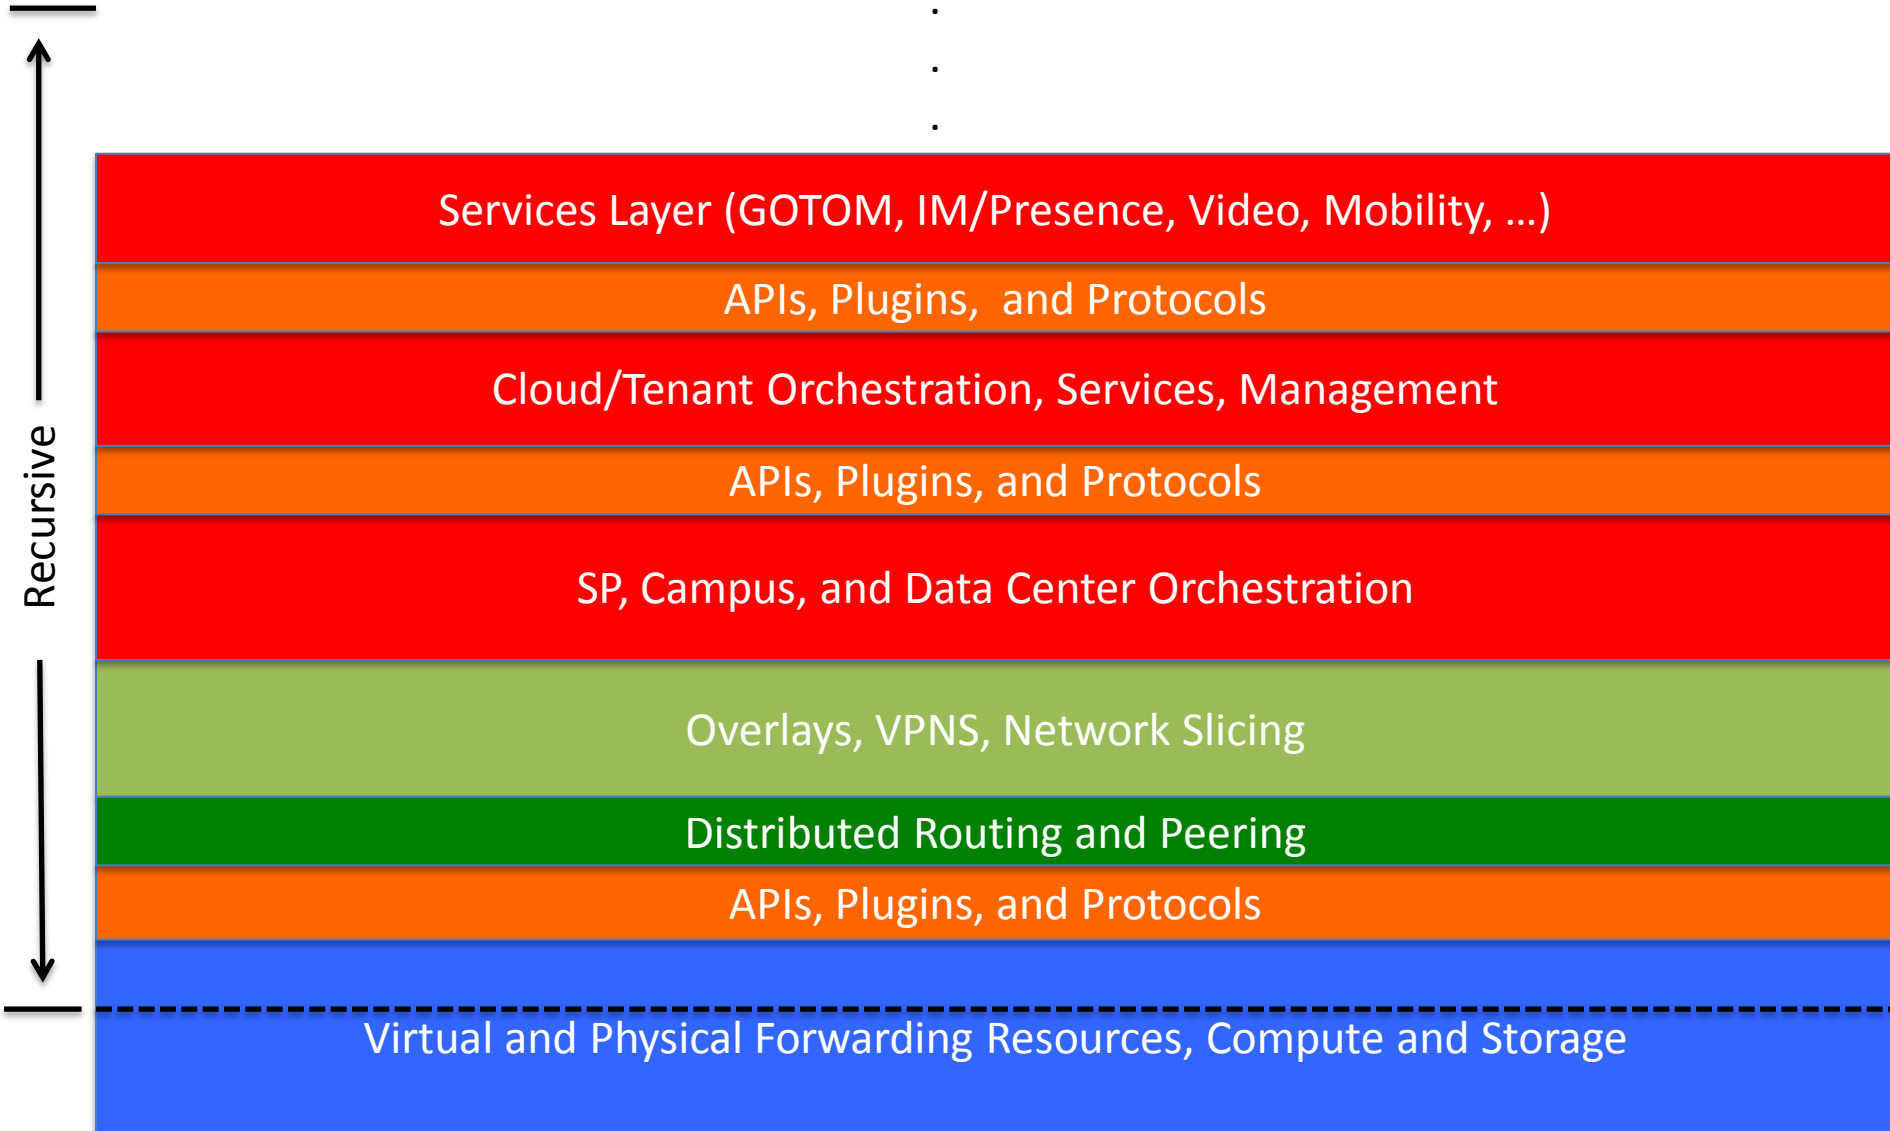 .
.
.
Services Layer (GOTOM, IM/Presence, Video, Mobility, …)
APIs, Plugins,  and Protocols
Cloud/Tenant Orchestration, Services, Management
APIs, Plugins, and Protocols
SP, Campus, and Data Center Orchestration
Overlays, VPNS, Network Slicing
Distributed Routing and Peering
APIs, Plugins, and Protocols
Virtual and Physical Forwarding Resources, Compute and Storage
Recursive